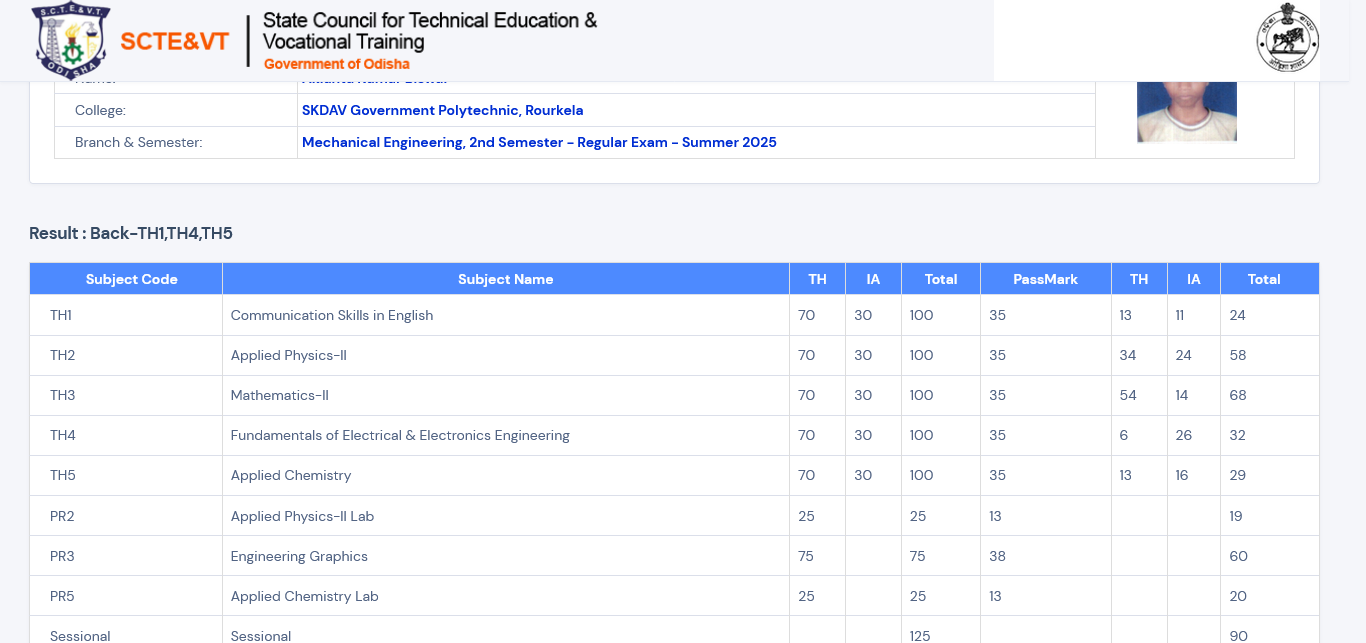 S.C.T.E.&V.T.
ODISHA
SCTE&VT
State Council for Technical Education &
Vocational Training
Government of Odisha
College: SKDAV Government Polytechnic, Rourkela
Branch & Semester: Mechanical Engineering, 2nd Semester - Regular Exam - Summer 2025
Result : Back-TH1,TH4,TH5
Subject Code Subject Name TH IA Total PassMark TH IA Total
TH1 Communication Skills in English 70 30 100 35 13 11 24
TH2 Applied Physics-II 70 30 100 35 34 24 58
TH3 Mathematics-II 70 30 100 35 54 14 68
TH4 Fundamentals of Electrical & Electronics Engineering 70 30 100 35 6 26 32
TH5 Applied Chemistry 70 30 100 35 13 16 29
PR2 Applied Physics-II Lab 25 25 13 19
PR3 Engineering Graphics 75 75 38 60
PR5 Applied Chemistry Lab 25 25 13 20
Sessional Sessional 125 90